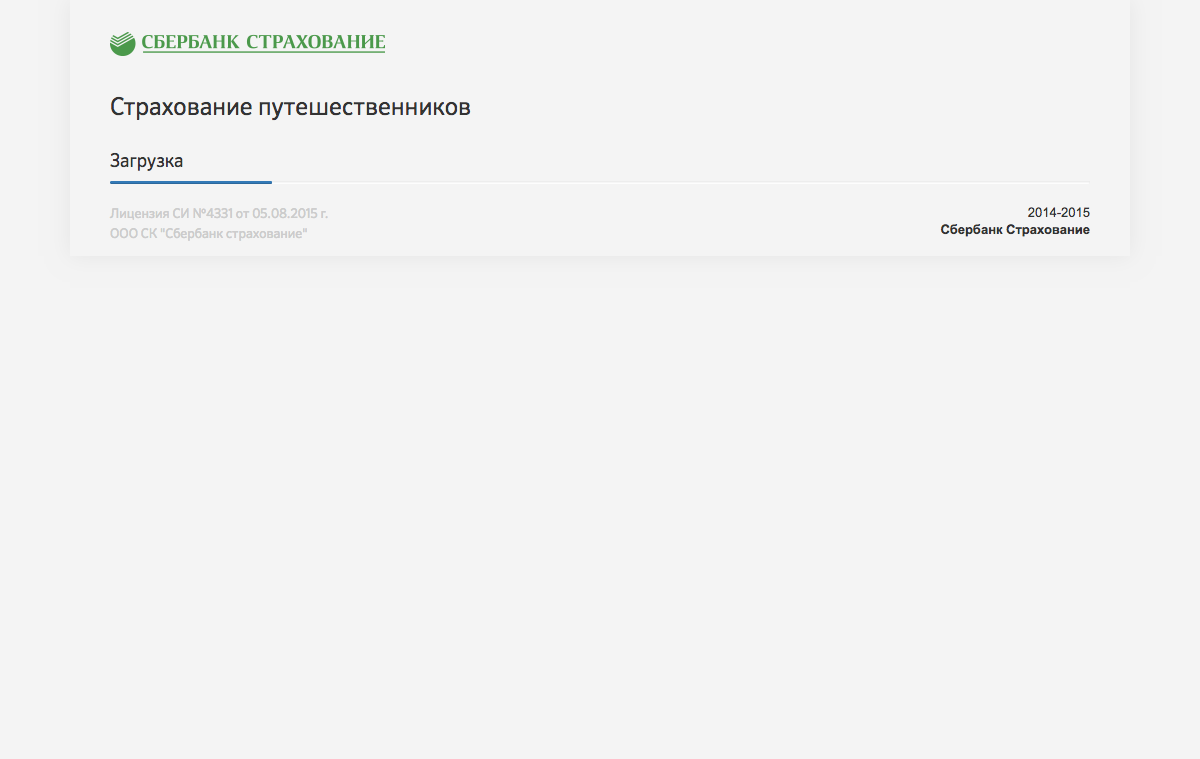 СБЕРБАНК СТРАХОВАНИЕ
Страхование путешественников
Загрузка
Лицензия СИ №4331 от 05.08.2015 г.
ООО СК "Сбербанк страхование"
2014-2015
Сбербанк Страхование